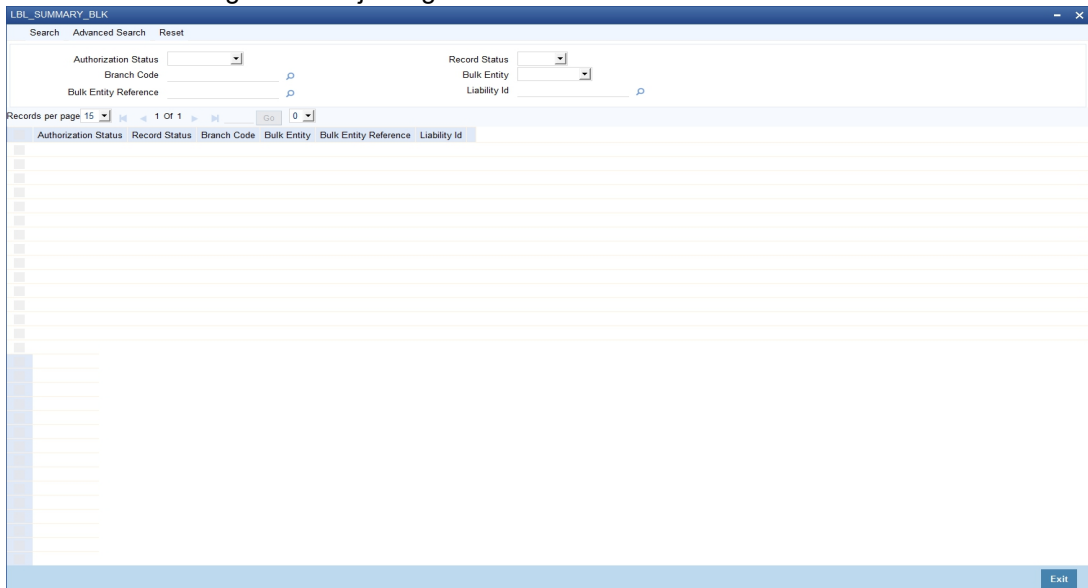 LBL_SUMMARY_BLK
Search Advanced Search Reset
Authorization Status Record Status
Branch Code Bulk Entity
Bulk Entity Reference Liability Id
Records per page 15 1 Of 1 Go 0
Authorization Status Record Status Branch Code Bulk Entity Bulk Entity Reference Liability Id
Exit